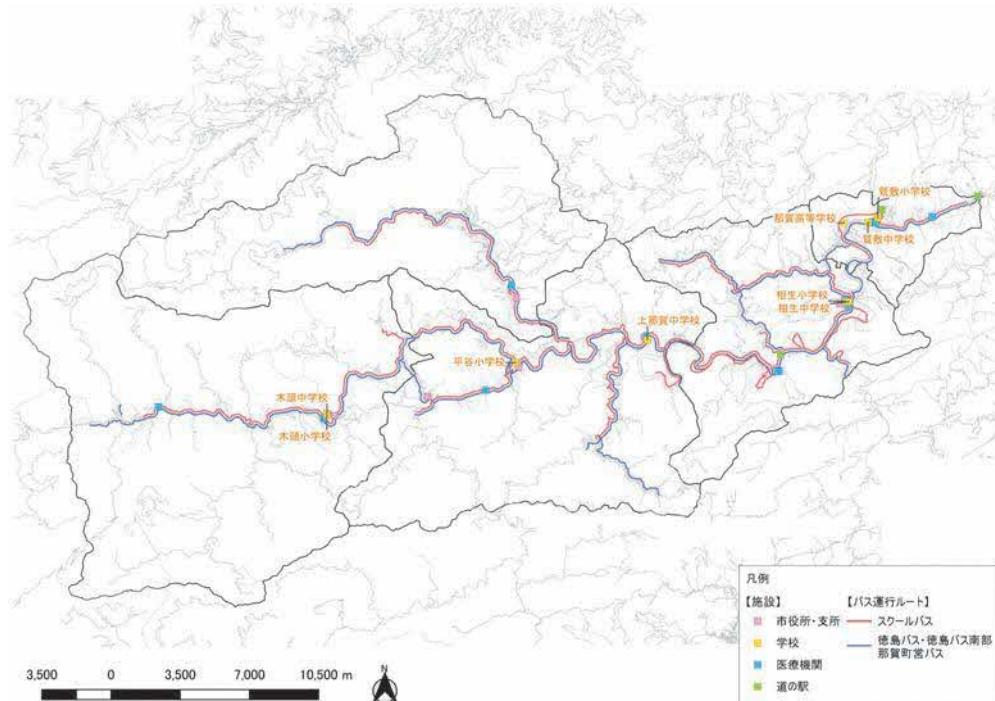 鷲敷小学校
那賀高等学校
鷲敷中学校
相生小学校
相生中学校
上那賀中学校
平谷小学校
木頭中学校
木頭小学校
凡例
【施設】
【バス運行ルート】
市役所・支所
スクールバス
学校
徳島バス・徳島バス南部
那賀町営バス
医療機関
道の駅
3,500 0 3,500 7,000 10,500 m
N